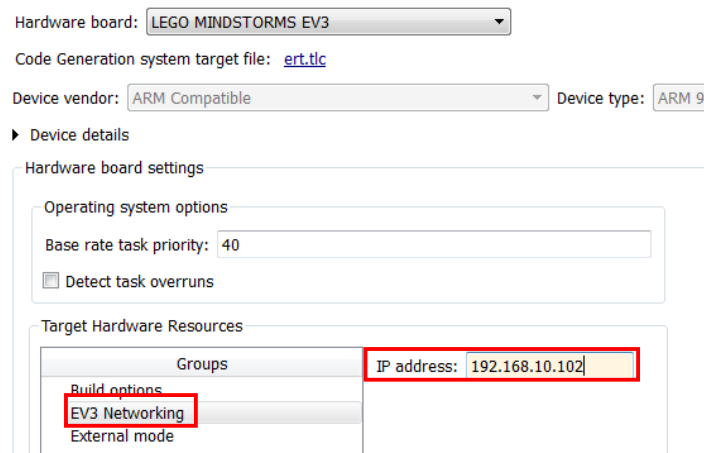 Hardware board: LEGO MINDSTORMS EV3
Code Generation system target file: ert.tlc
Device vendor: ARM Compatible Device type: ARM 9
Device details
Hardware board settings
Operating system options
Base rate task priority: 40
Detect task overruns
Target Hardware Resources
Groups
IP address: 192.168.10.102
Build options
EV3 Networking
External mode